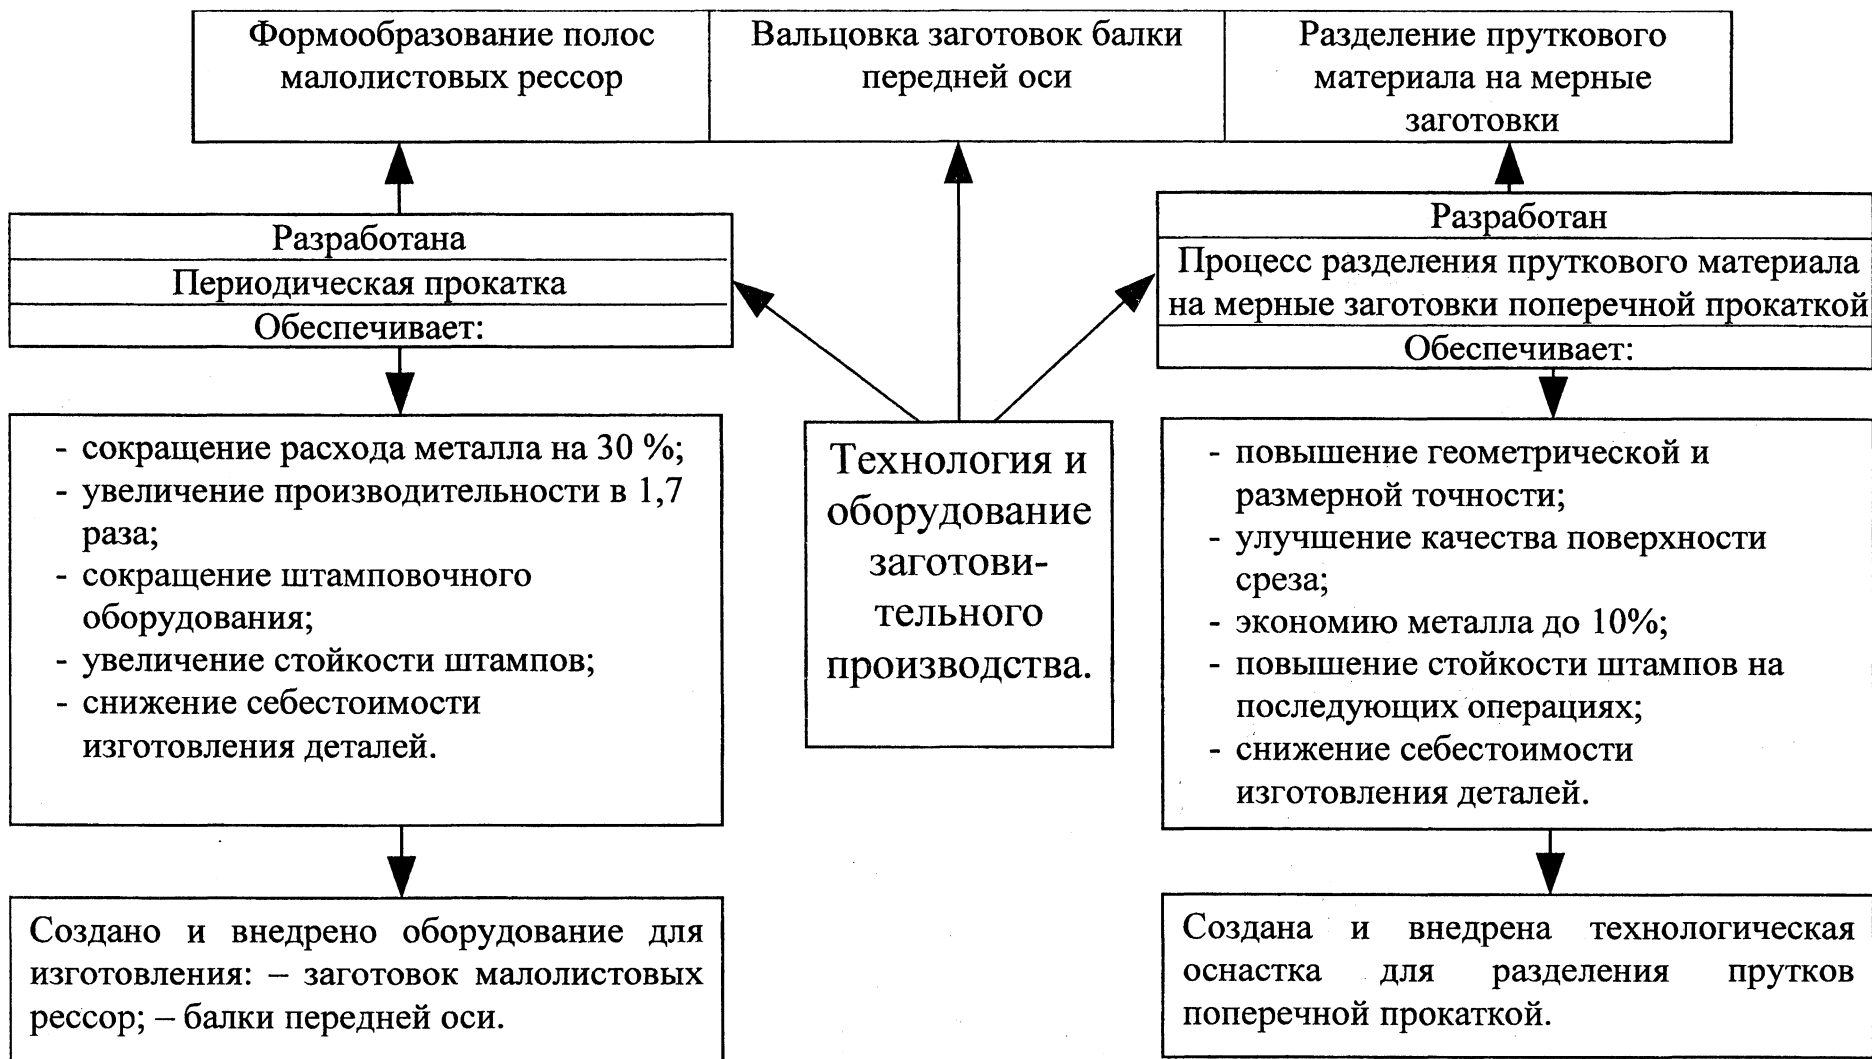 Формообразование полос
малолистовых рессор
Вальцовка заготовок балки
передней оси
Разделение пруткового
материала на мерные
заготовки
Разработана
Периодическая прокатка
Обеспечивает:
Разработан
Процесс разделения пруткового материала
на мерные заготовки поперечной прокаткой
Обеспечивает:
- сокращение расхода металла на 30 %;
- увеличение производительности в 1,7
раза;
- сокращение штамповочного
оборудования;
- увеличение стойкости штампов;
- снижение себестоимости
изготовления деталей.
Технология и
оборудование
заготови-
тельного
производства.
- повышение геометрической и
размерной точности;
- улучшение качества поверхности
среза;
- экономию металла до 10%;
- повышение стойкости штампов на
последующих операциях;
- снижение себестоимости
изготовления деталей.
Создано и внедрено оборудование для
изготовления: – заготовок малолистовых
рессор; – балки передней оси.
Создана и внедрена технологическая
оснастка для разделения прутков
поперечной прокаткой.